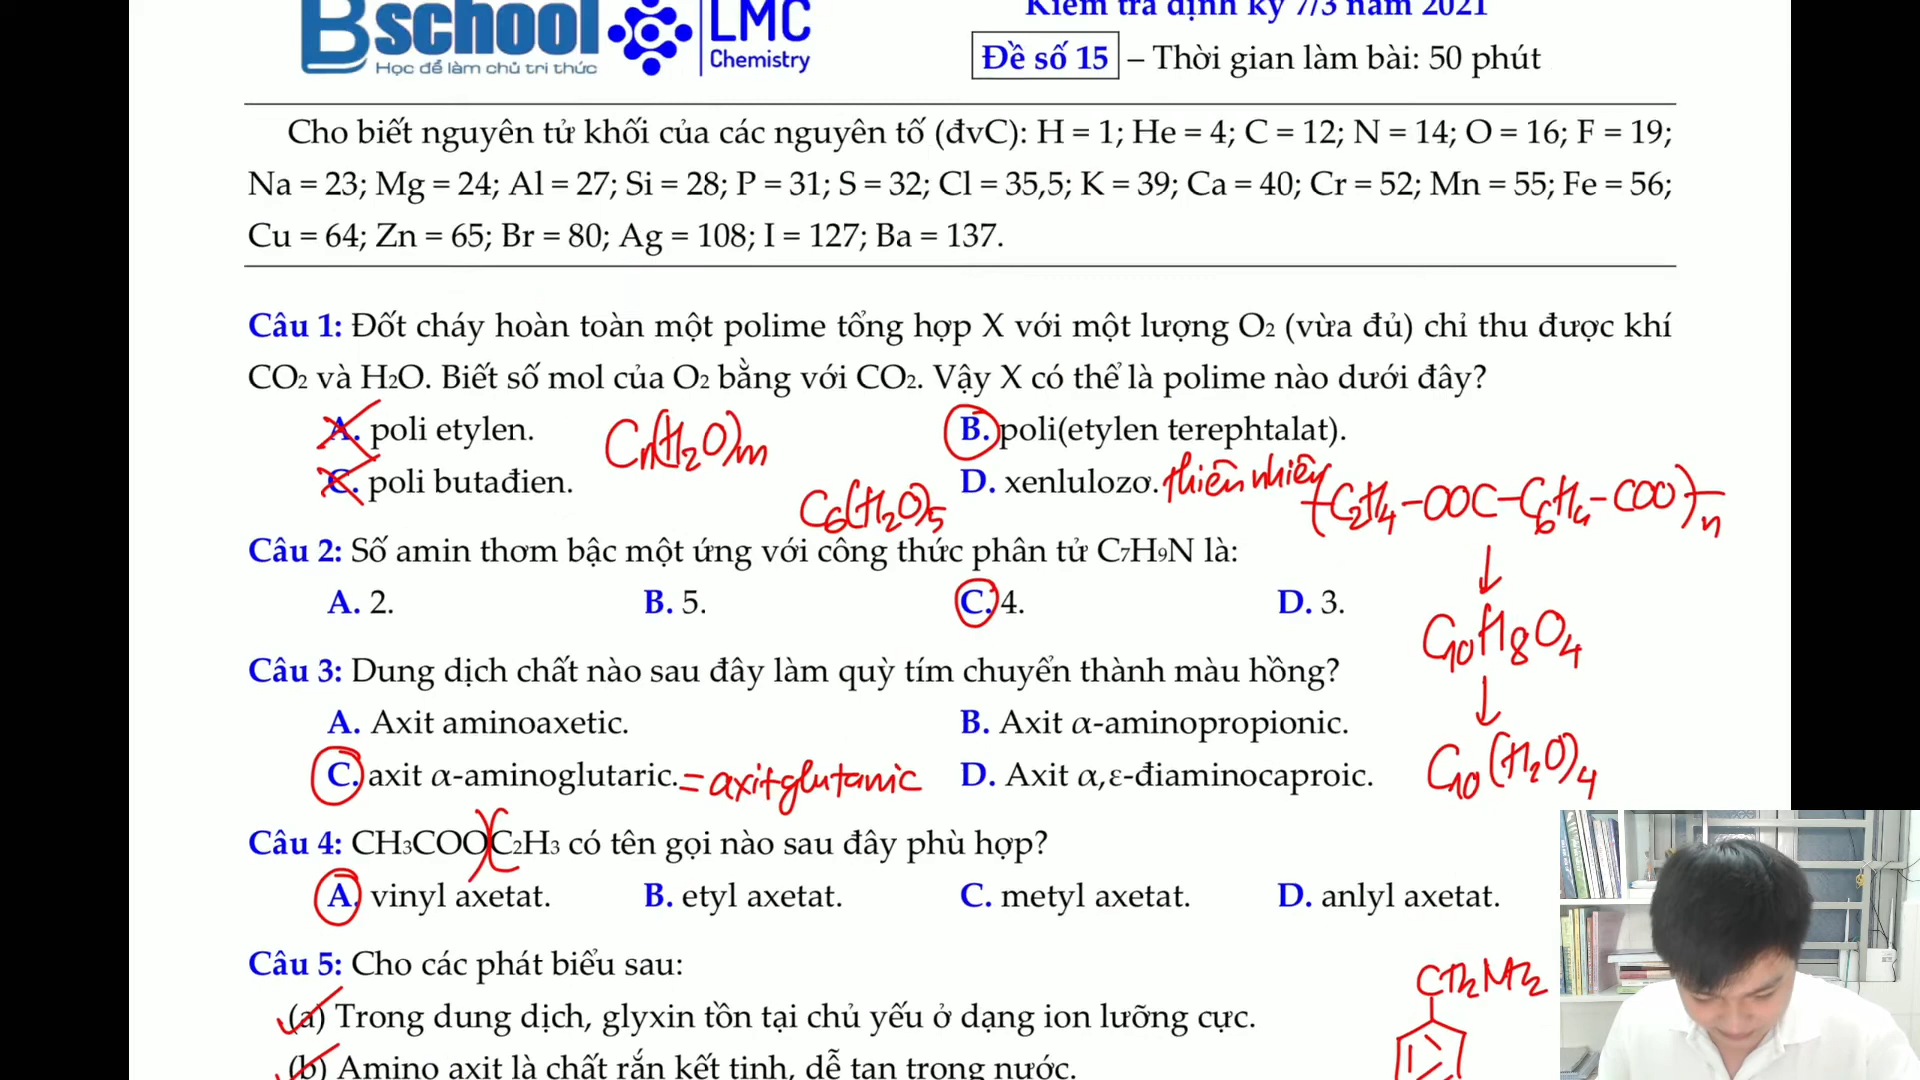 Bschool
Học để làm chủ tri thức
LMC
Chemistry
Kiểm tra định kỳ 7/3 năm 2021
Đề số 15 – Thời gian làm bài: 50 phút
Cho biết nguyên tử khối của các nguyên tố (đvC): H = 1; He = 4; C = 12; N = 14; O = 16; F = 19;
Na = 23; Mg = 24; Al = 27; Si = 28; P = 31; S = 32; Cl = 35,5; K = 39; Ca = 40; Cr = 52; Mn = 55; Fe = 56;
Cu = 64; Zn = 65; Br = 80; Ag = 108; I = 127; Ba = 137.
Câu 1: Đốt cháy hoàn toàn một polime tổng hợp X với một lượng O₂ (vừa đủ) chỉ thu được khí
CO₂ và H₂O. Biết số mol của O₂ bằng với CO₂. Vậy X có thể là polime nào dưới đây?
A. poli etylen.
Cn(H₂O)m
B. poli(etylen terephtalat).
C. poli butađien.
D. xenlulozơ. thiên nhiên
C₆(H₂O)₅
(C₂H₄-OOC-C₆H₄-COO)n
Câu 2: Số amin thơm bậc một ứng với công thức phân tử C₇H₉N là:
A. 2. B. 5. C. 4. D. 3.
C₁₀H₈O₄
Câu 3: Dung dịch chất nào sau đây làm quỳ tím chuyển thành màu hồng?
A. Axit aminoaxetic. B. Axit α-aminopropionic.
C. axit α-aminoglutaric. = axit glutamic D. Axit α,ε-điaminocaproic.
C₁₀(H₂O)₄
Câu 4: CH₃COOC₂H₃ có tên gọi nào sau đây phù hợp?
A. vinyl axetat. B. etyl axetat. C. metyl axetat. D. anlyl axetat.
Câu 5: Cho các phát biểu sau:
CH₂NH₂
(a) Trong dung dịch, glyxin tồn tại chủ yếu ở dạng ion lưỡng cực.
(b) Amino axit là chất rắn kết tinh, dễ tan trong nước.